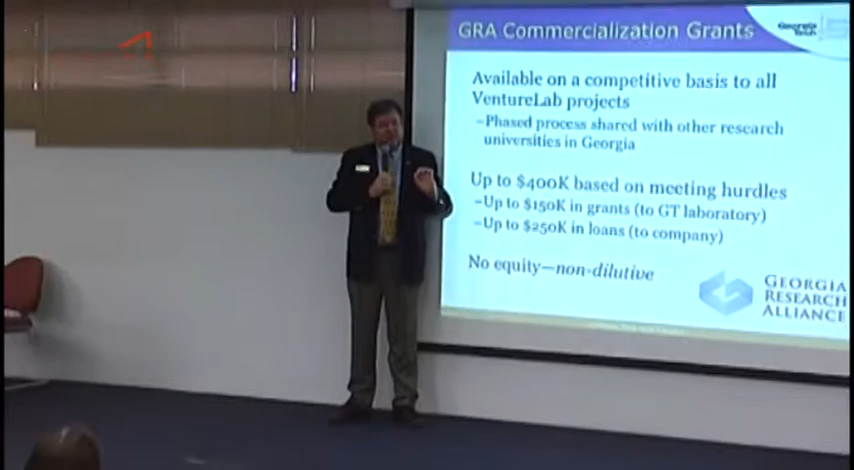 GRA Commercialization Grants
Georgia
Tech
Available on a competitive basis to all
VentureLab projects
–Phased process shared with other research
universities in Georgia
Up to $400K based on meeting hurdles
–Up to $150K in grants (to GT laboratory)
–Up to $250K in loans (to company)
No equity—non-dilutive
GEORGIA
RESEARCH
ALLIANCE